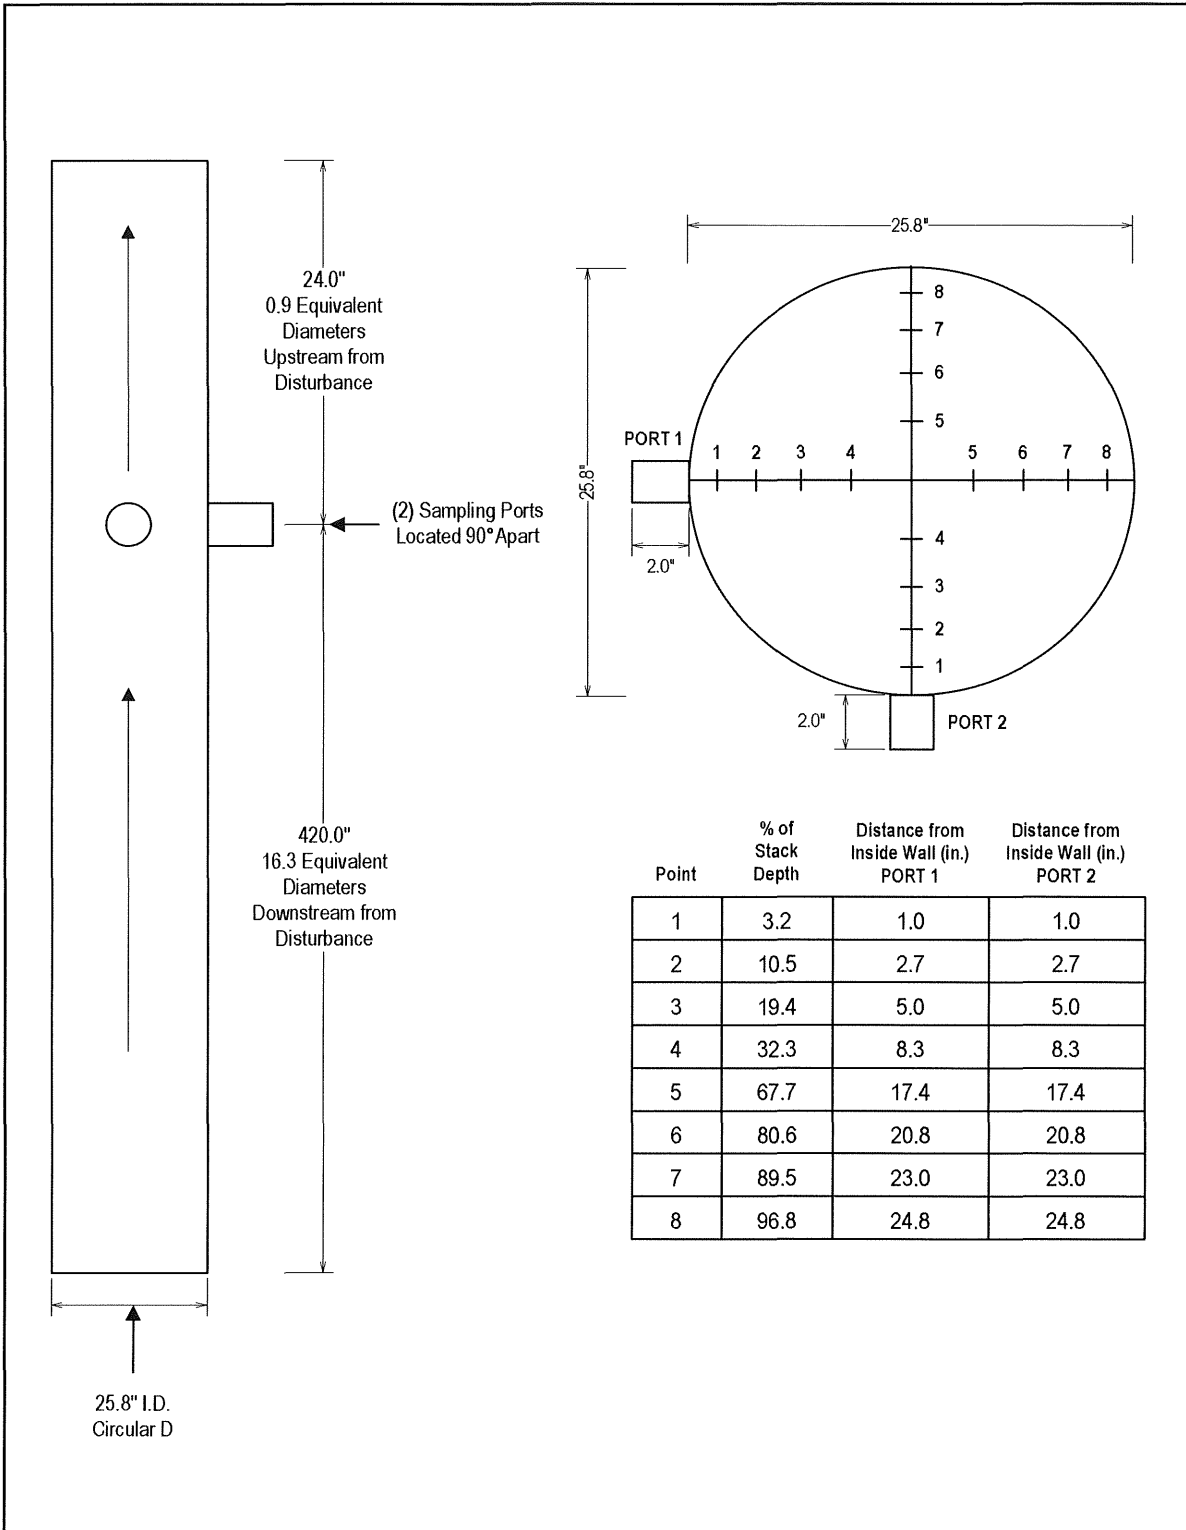 24.0"
0.9 Equivalent
Diameters
Upstream from
Disturbance
(2) Sampling Ports
Located 90° Apart
420.0"
16.3 Equivalent
Diameters
Downstream from
Disturbance
25.8" I.D.
Circular D
25.8"
25.8"
PORT 1
2.0"
1 2 3 4 5 6 7 8
8
7
6
5
4
3
2
1
2.0"
PORT 2
Point % of Stack Depth Distance from Inside Wall (in.) PORT 1 Distance from Inside Wall (in.) PORT 2
1 3.2 1.0 1.0
2 10.5 2.7 2.7
3 19.4 5.0 5.0
4 32.3 8.3 8.3
5 67.7 17.4 17.4
6 80.6 20.8 20.8
7 89.5 23.0 23.0
8 96.8 24.8 24.8